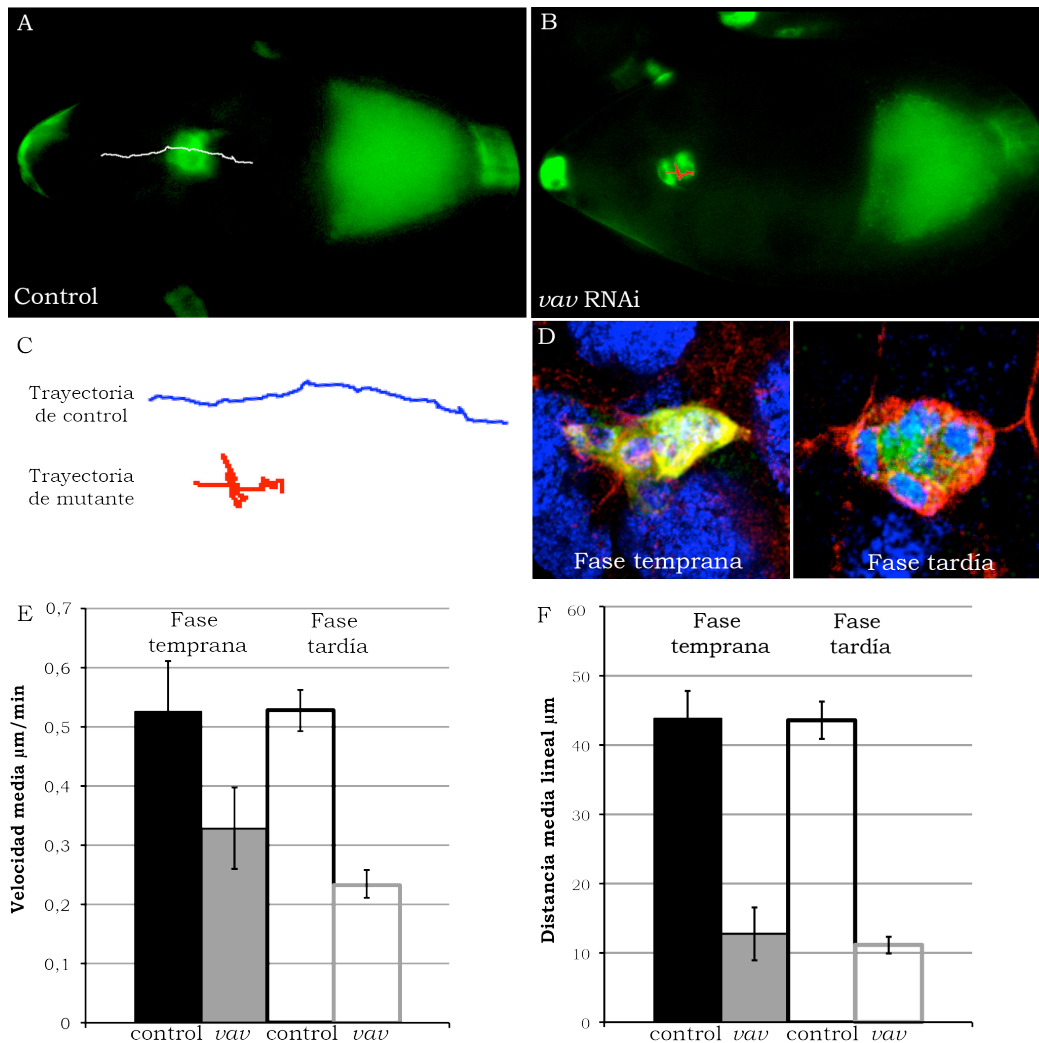 A
Control
B
vav RNAi
C
Trayectoria
de control
Trayectoria
de mutante
D
Fase temprana
Fase tardía
E
0,7
0,6
0,5
0,4
0,3
0,2
0,1
0
Velocidad media µm/min
Fase
temprana
Fase
tardía
control
vav
control
vav
F
60
50
40
30
20
10
0
Distancia media lineal µm
Fase
temprana
Fase
tardía
control
vav
control
vav